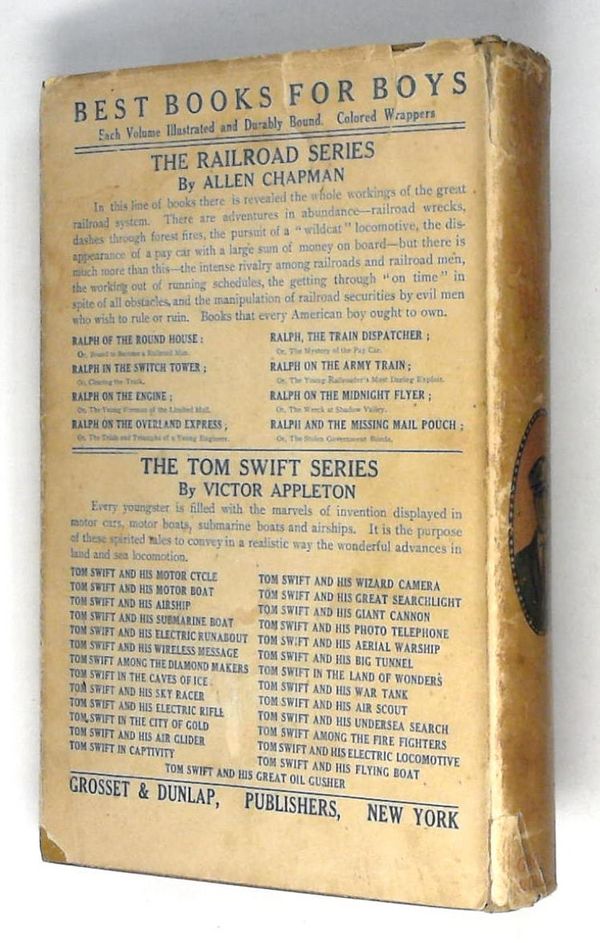 BEST BOOKS FOR BOYS
Each Volume Illustrated and Durably Bound. Colored Wrappers
THE RAILROAD SERIES
By ALLEN CHAPMAN
In this line of books there is revealed the whole workings of the great
railroad system. There are adventures in abundance—railroad wrecks,
dashes through forest fires, the pursuit of a "wildcat" locomotive, the dis-
appearance of a pay car with a large sum of money on board—but there is
much more than this—the intense rivalry among railroads and railroad men,
the working out of running schedules, the getting through "on time" in
spite of all obstacles, and the manipulation of railroad securities by evil men
who wish to rule or ruin. Books that every American boy ought to own.
RALPH OF THE ROUND HOUSE:
Or, Bound to Become a Railroad Man.
RALPH IN THE SWITCH TOWER;
Or, Clearing the Track.
RALPH ON THE ENGINE;
Or, The Young Fireman of the Limited Mail.
RALPH ON THE OVERLAND EXPRESS;
Or, The Trials and Triumphs of a Young Engineer.
RALPH, THE TRAIN DISPATCHER;
Or, The Mystery of the Pay Car.
RALPH ON THE ARMY TRAIN;
Or, The Young Railroader's Most Daring Exploit.
RALPH ON THE MIDNIGHT FLYER;
Or, The Wreck at Shadow Valley.
RALPH AND THE MISSING MAIL POUCH;
Or, The Stolen Government Bonds.
THE TOM SWIFT SERIES
By VICTOR APPLETON
Every youngster is filled with the marvels of invention displayed in
motor cars, motor boats, submarine boats and airships. It is the purpose
of these spirited tales to convey in a realistic way the wonderful advances in
land and sea locomotion.
TOM SWIFT AND HIS MOTOR CYCLE
TOM SWIFT AND HIS MOTOR BOAT
TOM SWIFT AND HIS AIRSHIP
TOM SWIFT AND HIS SUBMARINE BOAT
TOM SWIFT AND HIS ELECTRIC RUNABOUT
TOM SWIFT AND HIS WIRELESS MESSAGE
TOM SWIFT AMONG THE DIAMOND MAKERS
TOM SWIFT IN THE CAVES OF ICE
TOM SWIFT AND HIS SKY RACER
TOM SWIFT AND HIS ELECTRIC RIFLE
TOM SWIFT IN THE CITY OF GOLD
TOM SWIFT AND HIS AIR GLIDER
TOM SWIFT IN CAPTIVITY
TOM SWIFT AND HIS WIZARD CAMERA
TOM SWIFT AND HIS GREAT SEARCHLIGHT
TOM SWIFT AND HIS GIANT CANNON
TOM SWIFT AND HIS PHOTO TELEPHONE
TOM SWIFT AND HIS AERIAL WARSHIP
TOM SWIFT AND HIS BIG TUNNEL
TOM SWIFT IN THE LAND OF WONDERS
TOM SWIFT AND HIS WAR TANK
TOM SWIFT AND HIS AIR SCOUT
TOM SWIFT AND HIS UNDERSEA SEARCH
TOM SWIFT AMONG THE FIRE FIGHTERS
TOM SWIFT AND HIS ELECTRIC LOCOMOTIVE
TOM SWIFT AND HIS FLYING BOAT
TOM SWIFT AND HIS GREAT OIL GUSHER
GROSSET & DUNLAP, PUBLISHERS, NEW YORK